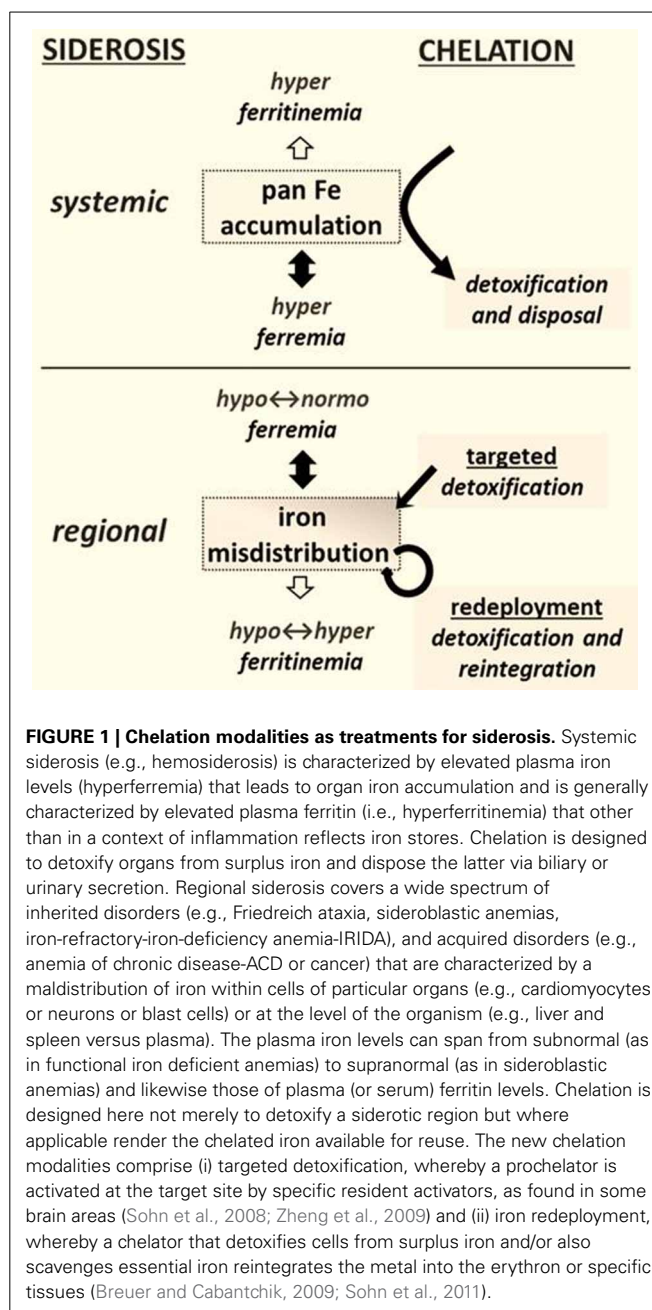 SIDEROSIS
CHELATION
hyper
ferritinemia
systemic
pan Fe
accumulation
detoxification
and disposal
hyper
ferremia
hypo↔normo
ferremia
targeted
detoxification
regional
iron
misdistribution
redeployment
detoxification and
reintegration
hypo↔hyper
ferritinemia
FIGURE 1 | Chelation modalities as treatments for siderosis. Systemic
siderosis (e.g., hemosiderosis) is characterized by elevated plasma iron
levels (hyperferremia) that leads to organ iron accumulation and is generally
characterized by elevated plasma ferritin (i.e., hyperferritinemia) that other
than in a context of inflammation reflects iron stores. Chelation is designed
to detoxify organs from surplus iron and dispose the latter via biliary or
urinary secretion. Regional siderosis covers a wide spectrum of
inherited disorders (e.g., Friedreich ataxia, sideroblastic anemias,
iron-refractory-iron-deficiency anemia-IRIDA), and acquired disorders (e.g.,
anemia of chronic disease-ACD or cancer) that are characterized by a
maldistribution of iron within cells of particular organs (e.g., cardiomyocytes
or neurons or blast cells) or at the level of the organism (e.g., liver and
spleen versus plasma). The plasma iron levels can span from subnormal (as
in functional iron deficient anemias) to supranormal (as in sideroblastic
anemias) and likewise those of plasma (or serum) ferritin levels. Chelation is
designed here not merely to detoxify a siderotic region but where
applicable render the chelated iron available for reuse. The new chelation
modalities comprise (i) targeted detoxification, whereby a prochelator is
activated at the target site by specific resident activators, as found in some
brain areas (Sohn et al., 2008; Zheng et al., 2009) and (ii) iron redeployment,
whereby a chelator that detoxifies cells from surplus iron and/or also
scavenges essential iron reintegrates the metal into the erythron or specific
tissues (Breuer and Cabantchik, 2009; Sohn et al., 2011).